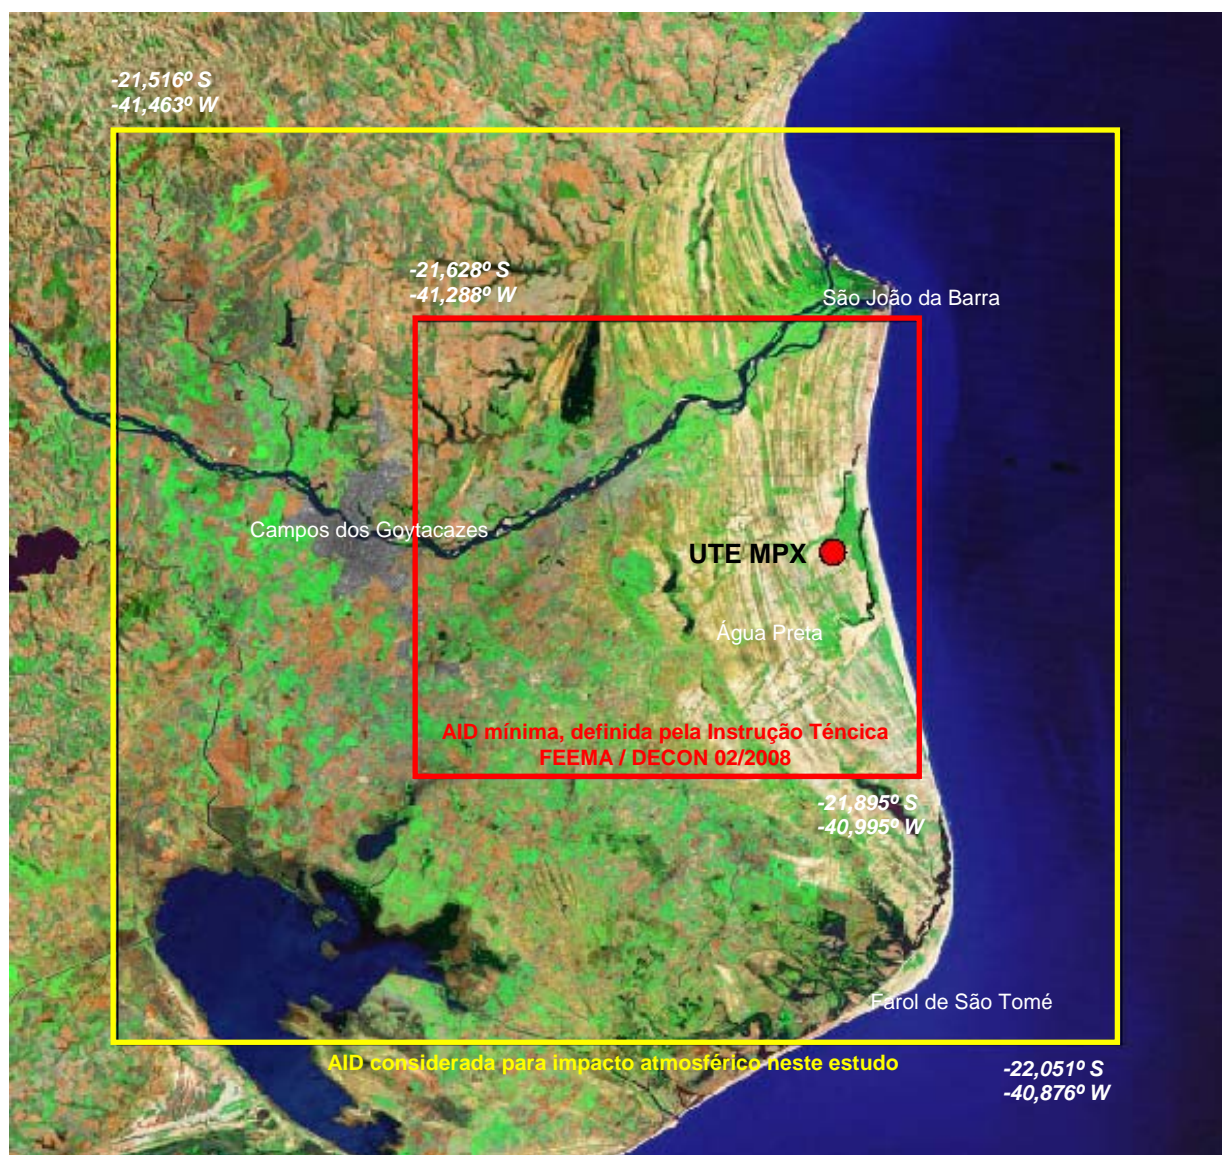 -21,516º S
-41,463º W
-21,628º S
-41,288º W
São João da Barra
Campos dos Goytacazes
UTE MPX
Água Preta
AID mínima, definida pela Instrução Téncica
FEEMA / DECON 02/2008
-21,895º S
-40,995º W
Farol de São Tomé
AID considerada para impacto atmosférico neste estudo
-22,051º S
-40,876º W